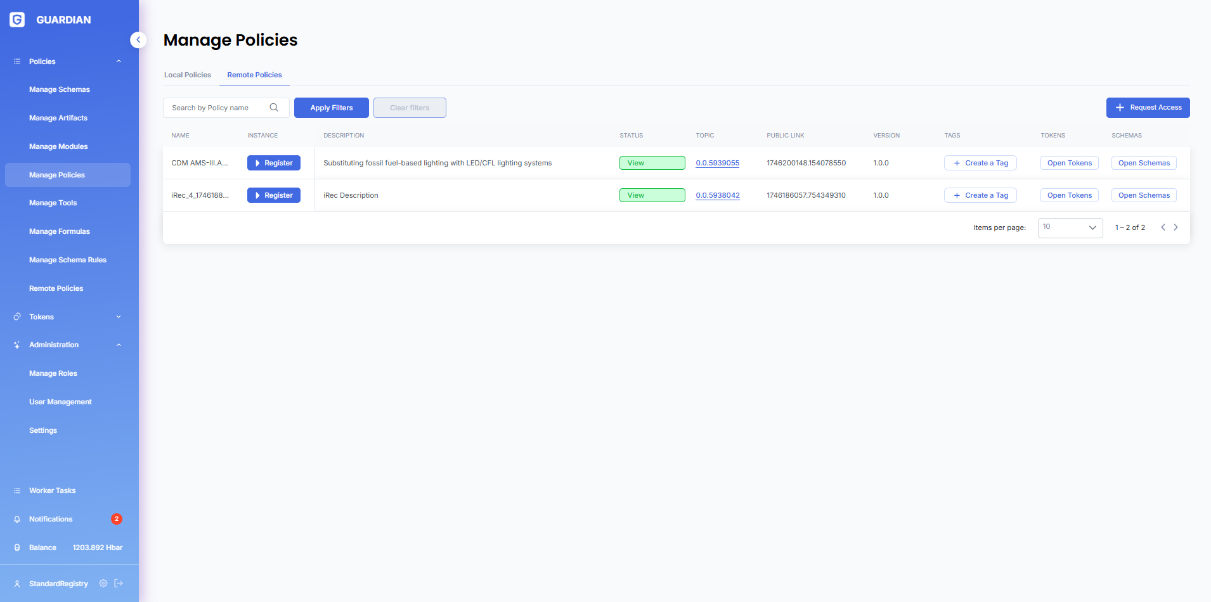 GUARDIAN
Policies
Manage Schemas
Manage Artifacts
Manage Modules
Manage Policies
Manage Tools
Manage Formulas
Manage Schema Rules
Remote Policies
Tokens
Administration
Manage Roles
User Management
Settings
Worker Tasks
Notifications 2
Balance 1203.892 Hbar
StandardRegistry
Manage Policies
Local Policies Remote Policies
Search by Policy name Apply Filters Clear filters Request Access
NAME INSTANCE DESCRIPTION STATUS TOPIC PUBLIC LINK VERSION TAGS TOKENS SCHEMAS
CDM AMS-III.A... Register Substituting fossil fuel-based lighting with LED/CFL lighting systems View 0.0.5939055 1746200148.154078550 1.0.0 + Create a Tag Open Tokens Open Schemas
iRec_4_1746188... Register iRec Description View 0.0.5938042 1746186057.754349310 1.0.0 + Create a Tag Open Tokens Open Schemas
Items per page: 10 1 – 2 of 2